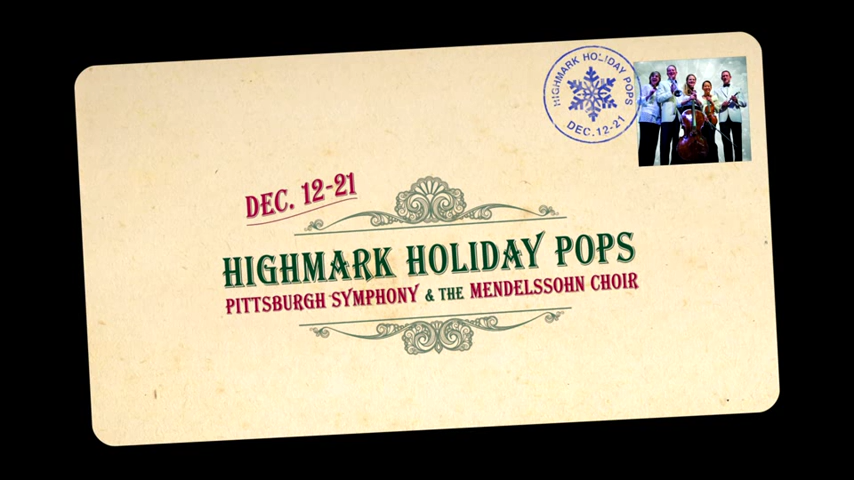 HIGHMARK HOLIDAY POPS
DEC. 12-21
DEC. 12-21
HIGHMARK HOLIDAY POPS
PITTSBURGH SYMPHONY & THE MENDELSSOHN CHOIR